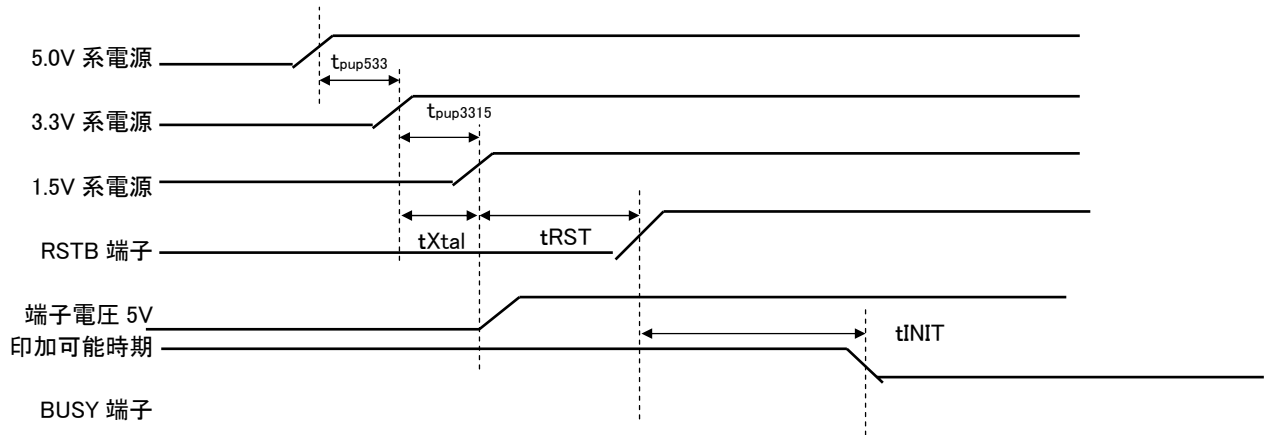 5.0V 系電源
tpup533
3.3V 系電源
tpup3315
1.5V 系電源
tXtal
tRST
RSTB 端子
端子電圧 5V
印加可能時期
tINIT
BUSY 端子